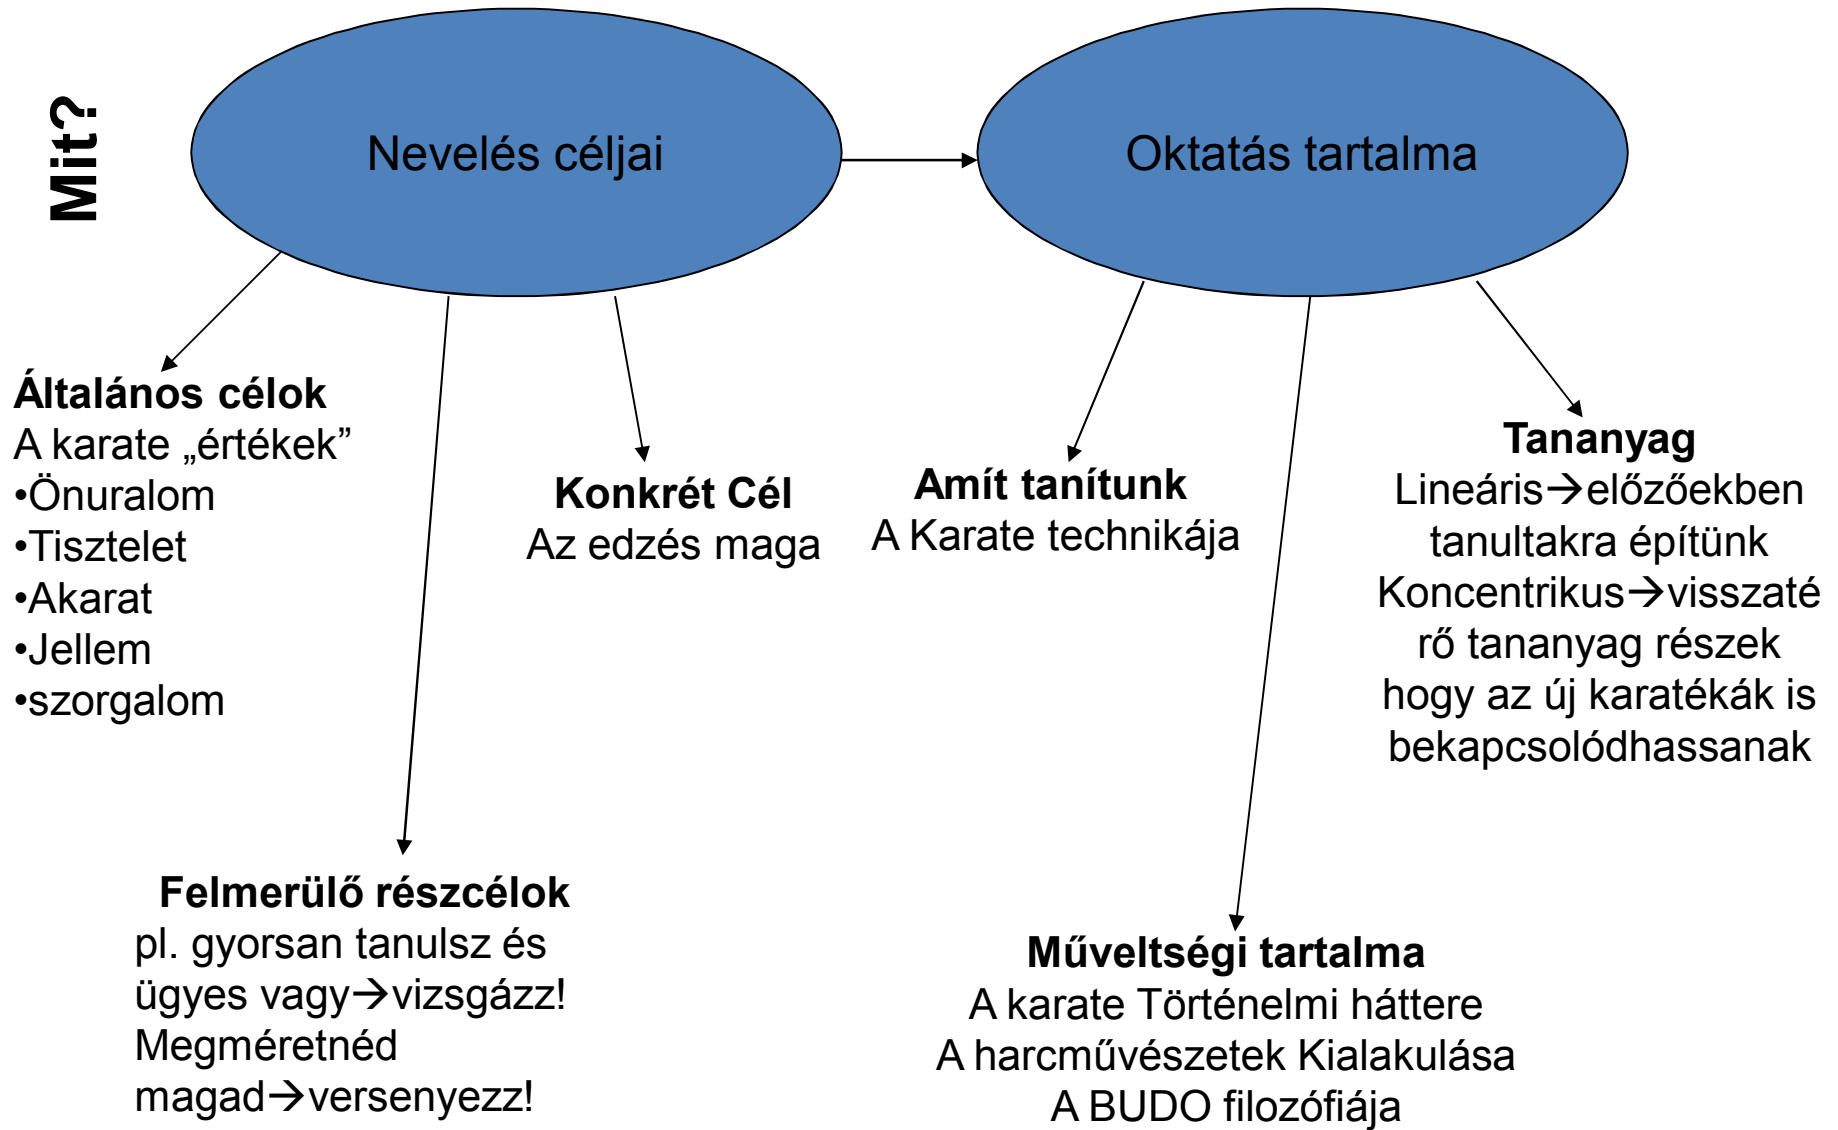 Mit?
Nevelés céljai
Oktatás tartalma
Általános célok
A karate „értékek”
•Önuralom
•Tisztelet
•Akarat
•Jellem
•szorgalom
Konkrét Cél
Az edzés maga
Amít tanítunk
A Karate technikája
Tananyag
Lineáris→előzőekben
tanultakra építünk
Koncentrikus→visszaté
rő tananyag részek
hogy az új karatékák is
bekapcsolódhassanak
Felmerülő részcélok
pl. gyorsan tanulsz és
ügyes vagy→vizsgázz!
Megméretnéd
magad→versenyezz!
Műveltségi tartalma
A karate Történelmi háttere
A harcművészetek Kialakulása
A BUDO filozófiája